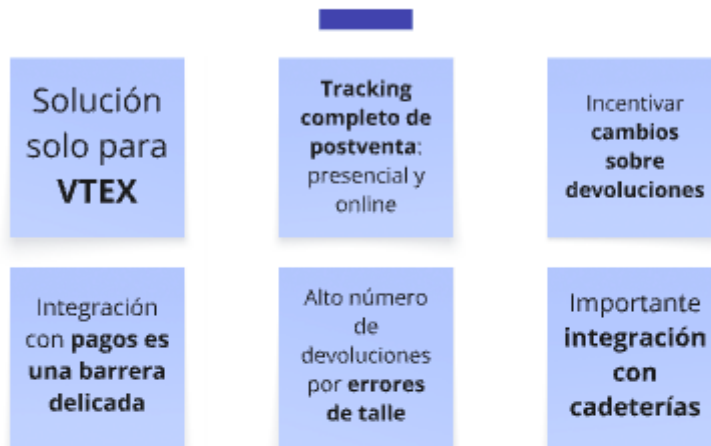 Solución
solo para
VTEX
Tracking
completo de
postventa:
presencial y
online
Incentivar
cambios
sobre
devoluciones
Integración
con pagos es
una barrera
delicada
Alto número
de
devoluciones
por errores
de talle
Importante
integración
con
cadeterías